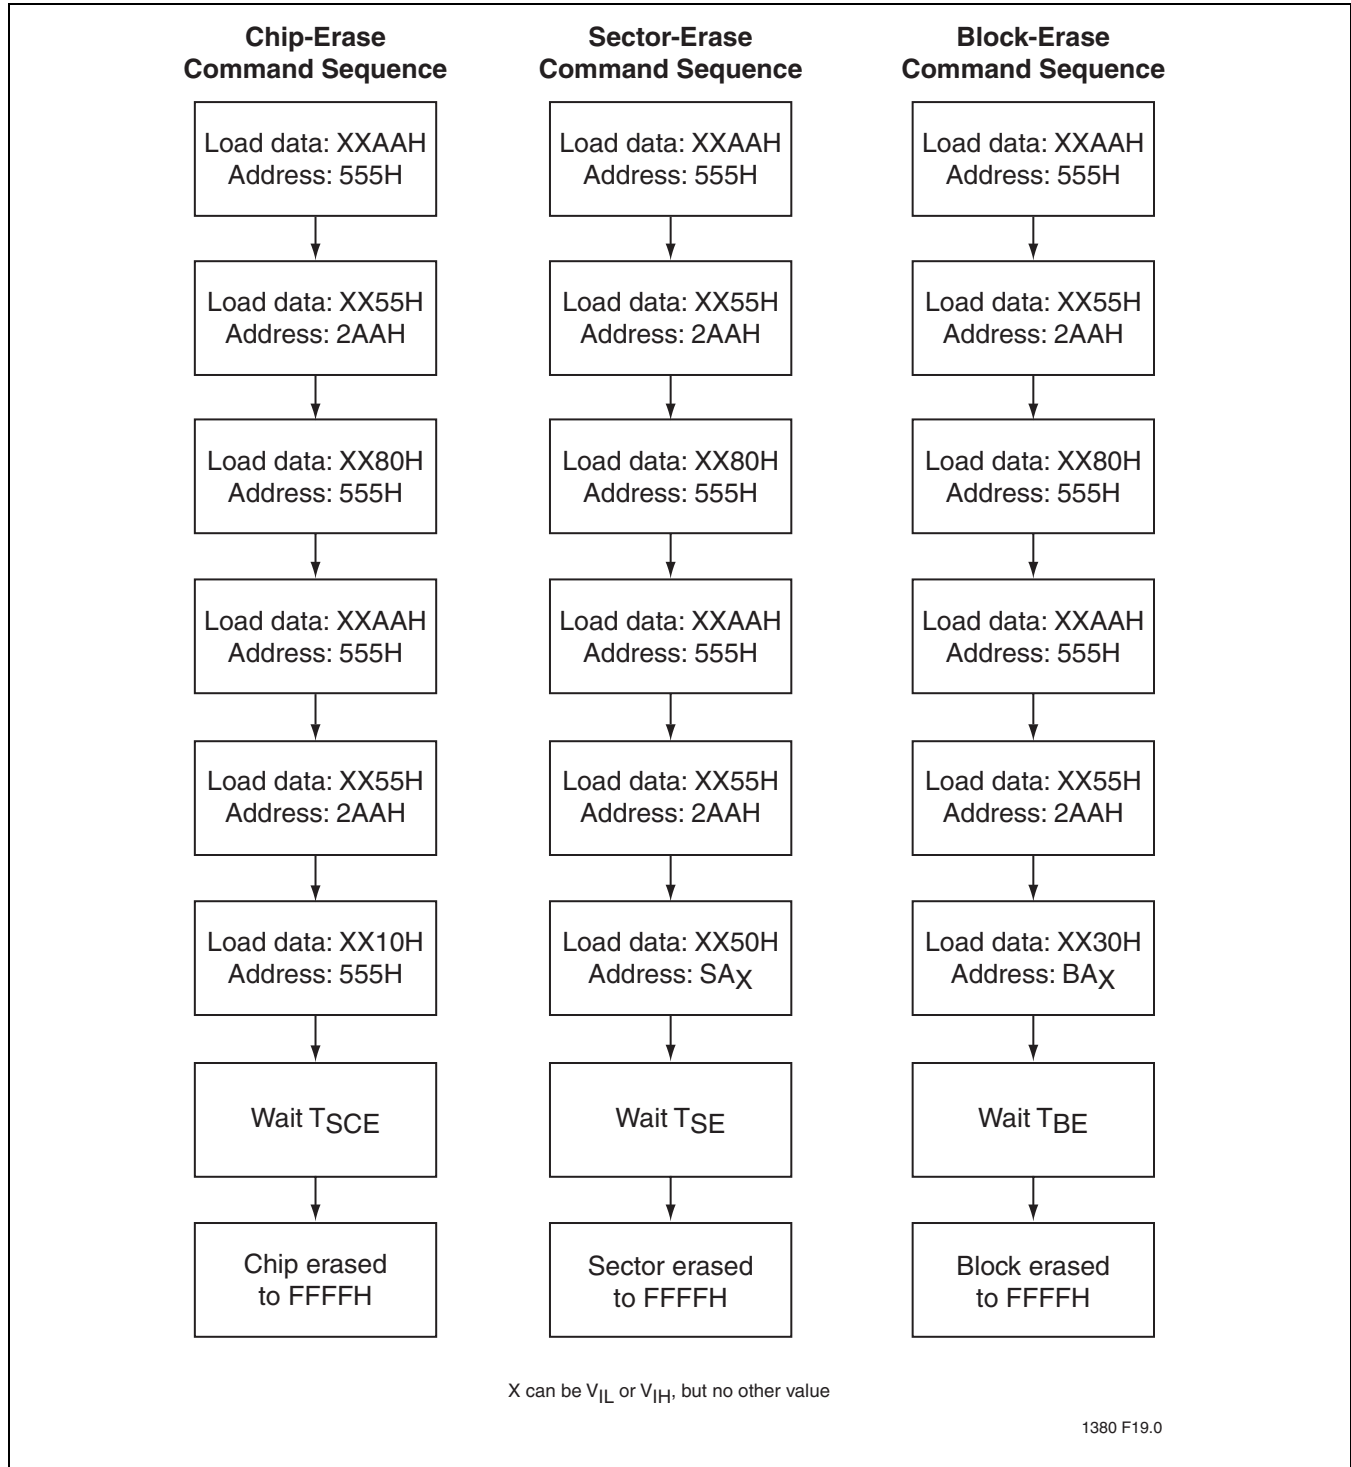 Chip-Erase
Command Sequence
Load data: XXAAH
Address: 555H
Load data: XX55H
Address: 2AAH
Load data: XX80H
Address: 555H
Load data: XXAAH
Address: 555H
Load data: XX55H
Address: 2AAH
Load data: XX10H
Address: 555H
Wait TSCE
Chip erased
to FFFFH
Sector-Erase
Command Sequence
Load data: XXAAH
Address: 555H
Load data: XX55H
Address: 2AAH
Load data: XX80H
Address: 555H
Load data: XXAAH
Address: 555H
Load data: XX55H
Address: 2AAH
Load data: XX50H
Address: SAX
Wait TSE
Sector erased
to FFFFH
Block-Erase
Command Sequence
Load data: XXAAH
Address: 555H
Load data: XX55H
Address: 2AAH
Load data: XX80H
Address: 555H
Load data: XXAAH
Address: 555H
Load data: XX55H
Address: 2AAH
Load data: XX30H
Address: BAX
Wait TBE
Block erased
to FFFFH
X can be VIL or VIH, but no other value
1380 F19.0